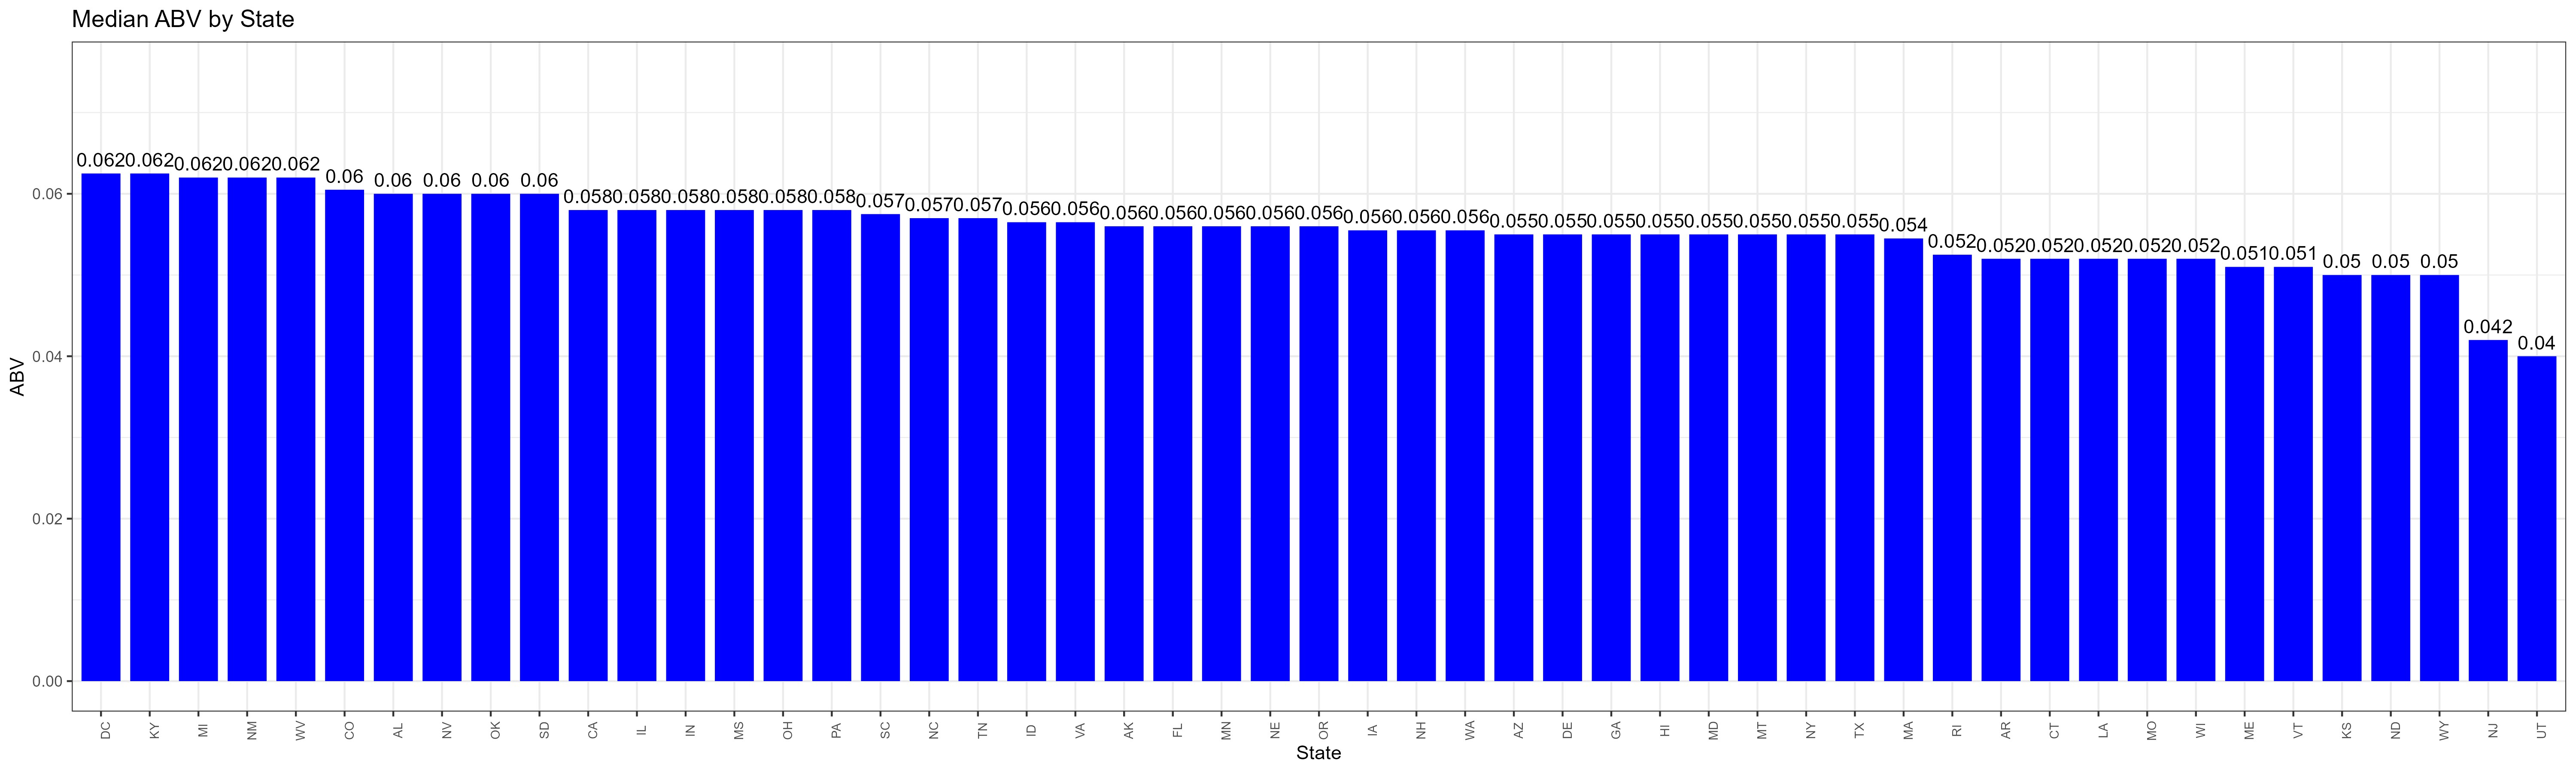 Median ABV by State
0.062 0.062 0.062 0.062 0.062 0.06 0.06 0.06 0.06 0.06 0.058 0.058 0.058 0.058 0.058 0.058 0.057 0.057 0.057 0.056 0.056 0.056 0.056 0.056 0.056 0.056 0.056 0.056 0.056 0.055 0.055 0.055 0.055 0.055 0.055 0.055 0.055 0.054 0.052 0.052 0.052 0.052 0.052 0.052 0.051 0.051 0.05 0.05 0.05 0.042 0.04
0.06
0.04
0.02
0.00
ABV
DC KY MI NM WV CO AL NV OK SD CA IL IN MS OH PA SC NC TN ID VA AK FL MN NE OR IA NH WA AZ DE GA HI MD MT NY TX MA RI AR CT LA MO WI ME VT KS ND WY NJ UT
State